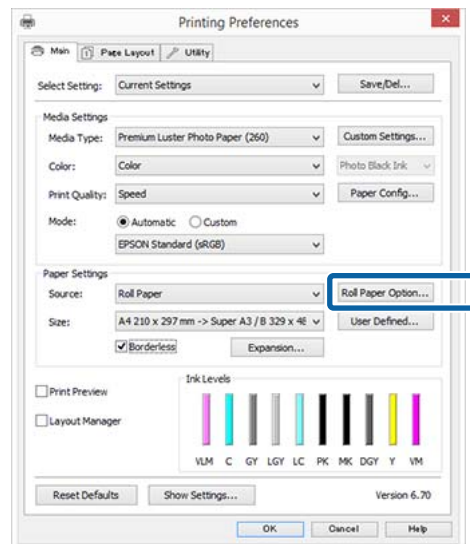 Printing Preferences
Main Page Layout Utility
Select Setting: Current Settings Save/Del...
Media Settings
Media Type: Premium Luster Photo Paper (260) Custom Settings...
Color: Color Photo Black Ink
Print Quality: Speed Paper Config...
Mode: Automatic Custom
EPSON Standard (sRGB)
Paper Settings
Source: Roll Paper Roll Paper Option...
Size: A4 210 x 297 mm -> Super A3 / B 329 x 48 User Defined...
Borderless Expansion...
Print Preview
Layout Manager
Ink Levels
VLM C GY LGY LC PK MK DGY Y VM
Reset Defaults Show Settings... Version 6.70
OK Cancel Help